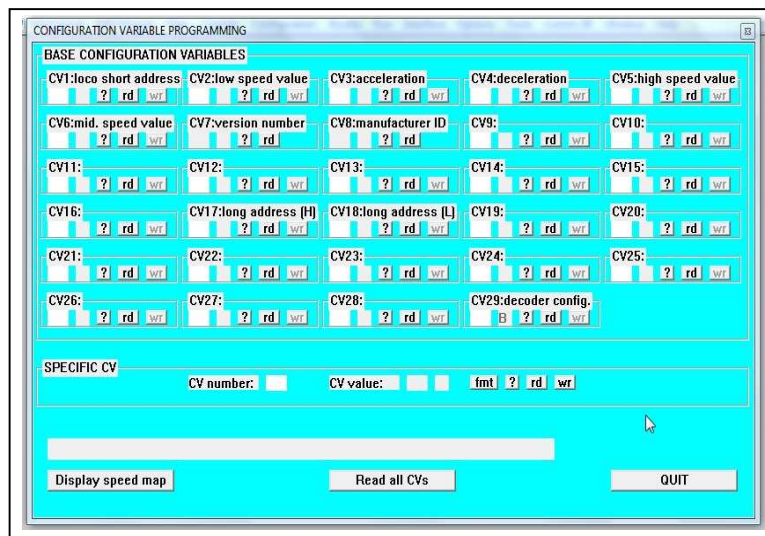 CONFIGURATION VARIABLE PROGRAMMING
BASE CONFIGURATION VARIABLES
CV1:loco short address CV2:low speed value CV3:acceleration CV4:deceleration CV5:high speed value
? rd wr ? rd wr ? rd wr ? rd wr ? rd wr
CV6:mid. speed value CV7:version number CV8:manufacturer ID CV9: CV10:
? rd wr ? rd ? rd ? rd wr ? rd wr
CV11: CV12: CV13: CV14: CV15:
? rd wr ? rd wr ? rd wr ? rd wr ? rd wr
CV16: CV17:long address (H) CV18:long address (L) CV19: CV20:
? rd wr ? rd wr ? rd wr ? rd wr ? rd wr
CV21: CV22: CV23: CV24: CV25:
? rd wr ? rd wr ? rd wr ? rd wr ? rd wr
CV26: CV27: CV28: CV29:decoder config.
? rd wr ? rd wr ? rd wr B ? rd wr
SPECIFIC CV
CV number: CV value: fmt ? rd wr
Display speed map Read all CVs QUIT